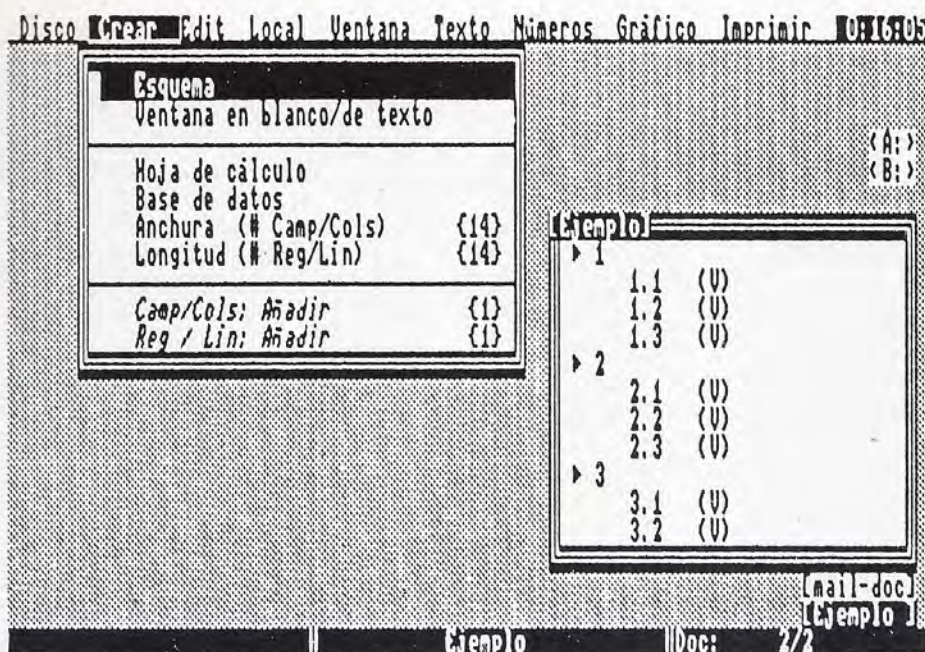 Disco Crear Edit Local Ventana Texto Números Gráfico Imprimir 0:16:05
Esquema
Ventana en blanco/de texto
Hoja de cálculo
Base de datos
Anchura (# Camp/Cols) {14}
Longitud (# Reg/Lin) {14}
Camp/Cols: Añadir {1}
Reg / Lin: Añadir {1}
<A:>
<B:>
[Ejemplo]
▶ 1
1.1 (V)
1.2 (V)
1.3 (V)
▶ 2
2.1 (V)
2.2 (V)
2.3 (V)
▶ 3
3.1 (V)
3.2 (V)
[mail-doc]
[Ejemplo ]
Ejemplo Doc: 2/2